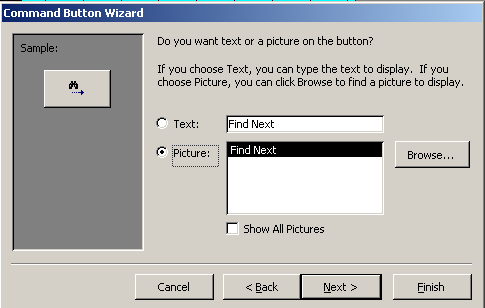 Command Button Wizard
Sample:
Do you want text or a picture on the button?
If you choose Text, you can type the text to display. If you
choose Picture, you can click Browse to find a picture to display.
Text:
Find Next
Picture:
Find Next
Browse...
Show All Pictures
Cancel
< Back
Next >
Finish